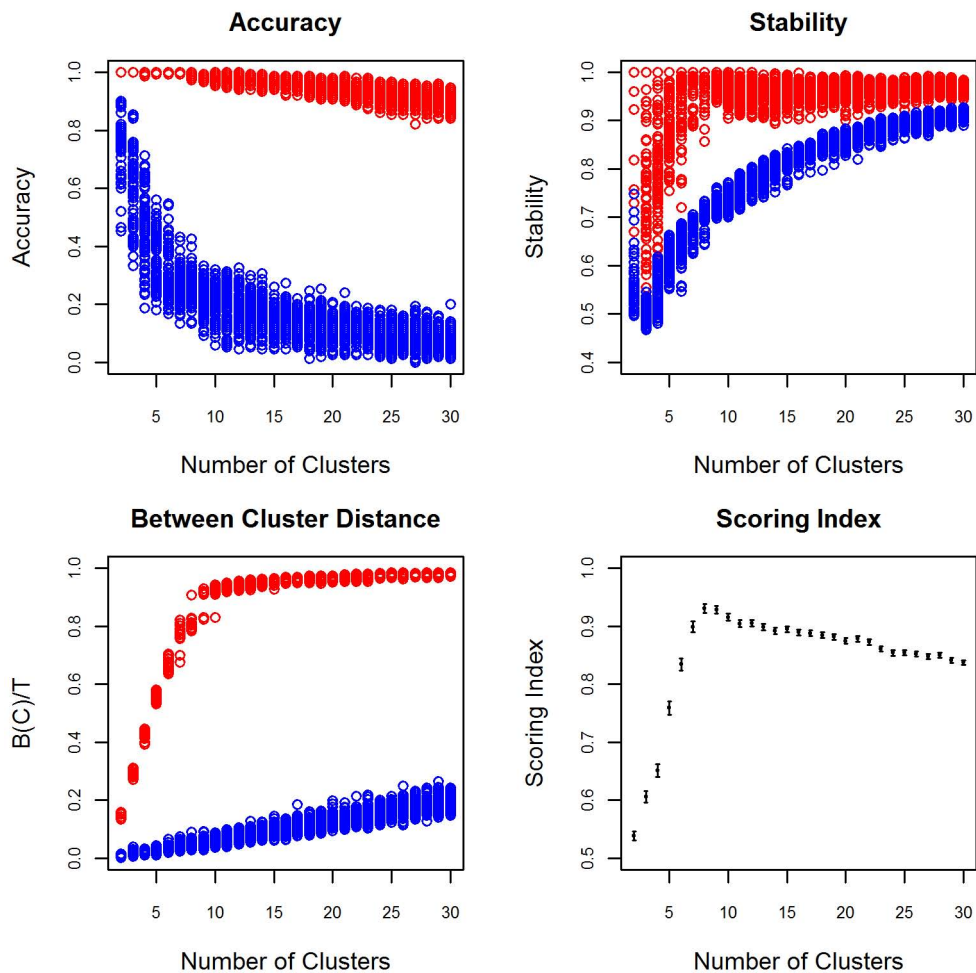 Accuracy
Accuracy
0.0 0.2 0.4 0.6 0.8 1.0
5 10 15 20 25 30
Number of Clusters
Stability
Stability
0.4 0.5 0.6 0.7 0.8 0.9 1.0
5 10 15 20 25 30
Number of Clusters
Between Cluster Distance
B(C)/T
0.0 0.2 0.4 0.6 0.8 1.0
5 10 15 20 25 30
Number of Clusters
Scoring Index
Scoring Index
0.5 0.6 0.7 0.8 0.9 1.0
5 10 15 20 25 30
Number of Clusters